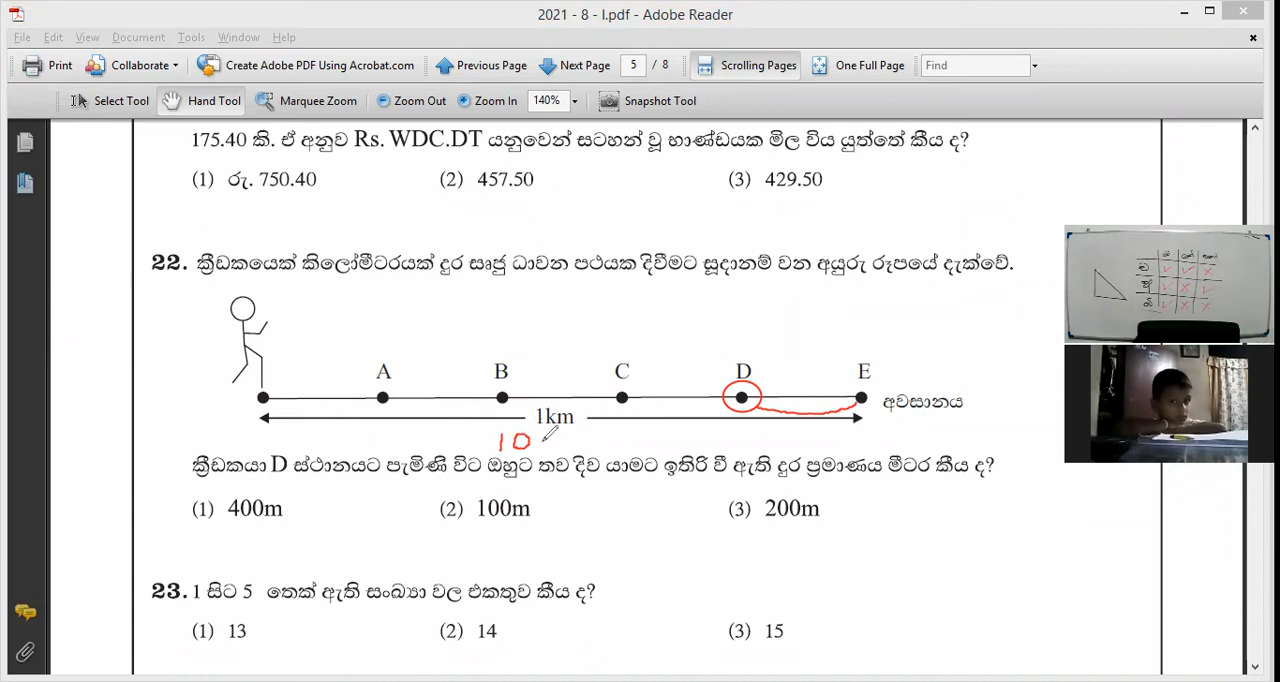 2021 - 8 - I.pdf - Adobe Reader
File Edit View Document Tools Window Help
Print Collaborate Create Adobe PDF Using Acrobat.com Previous Page Next Page 5 / 8 Scrolling Pages One Full Page Find
Select Tool Hand Tool Marquee Zoom Zoom Out Zoom In 140% Snapshot Tool
175.40 කි. ඒ අනුව Rs. WDC.DT යනුවෙන් සටහන් වූ භාණ්ඩයක මිල විය යුත්තේ කීය ද?
(1) රු. 750.40 (2) 457.50 (3) 429.50
22. ක්‍රීඩකයෙක් කිලෝමීටරයක් දුර සෘජු ධාවන පථයක දිවීමට සූදානම් වන අයුරු රූපයේ දැක්වේ.
A B C D E
අවසානය
1km
10
ක්‍රීඩකයා D ස්ථානයට පැමිණි විට ඔහුට තව දිව යාමට ඉතිරි වී ඇති දුර ප්‍රමාණය මීටර කීය ද?
(1) 400m (2) 100m (3) 200m
23. 1 සිට 5 තෙක් ඇති සංඛ්‍යා වල එකතුව කීය ද?
(1) 13 (2) 14 (3) 15